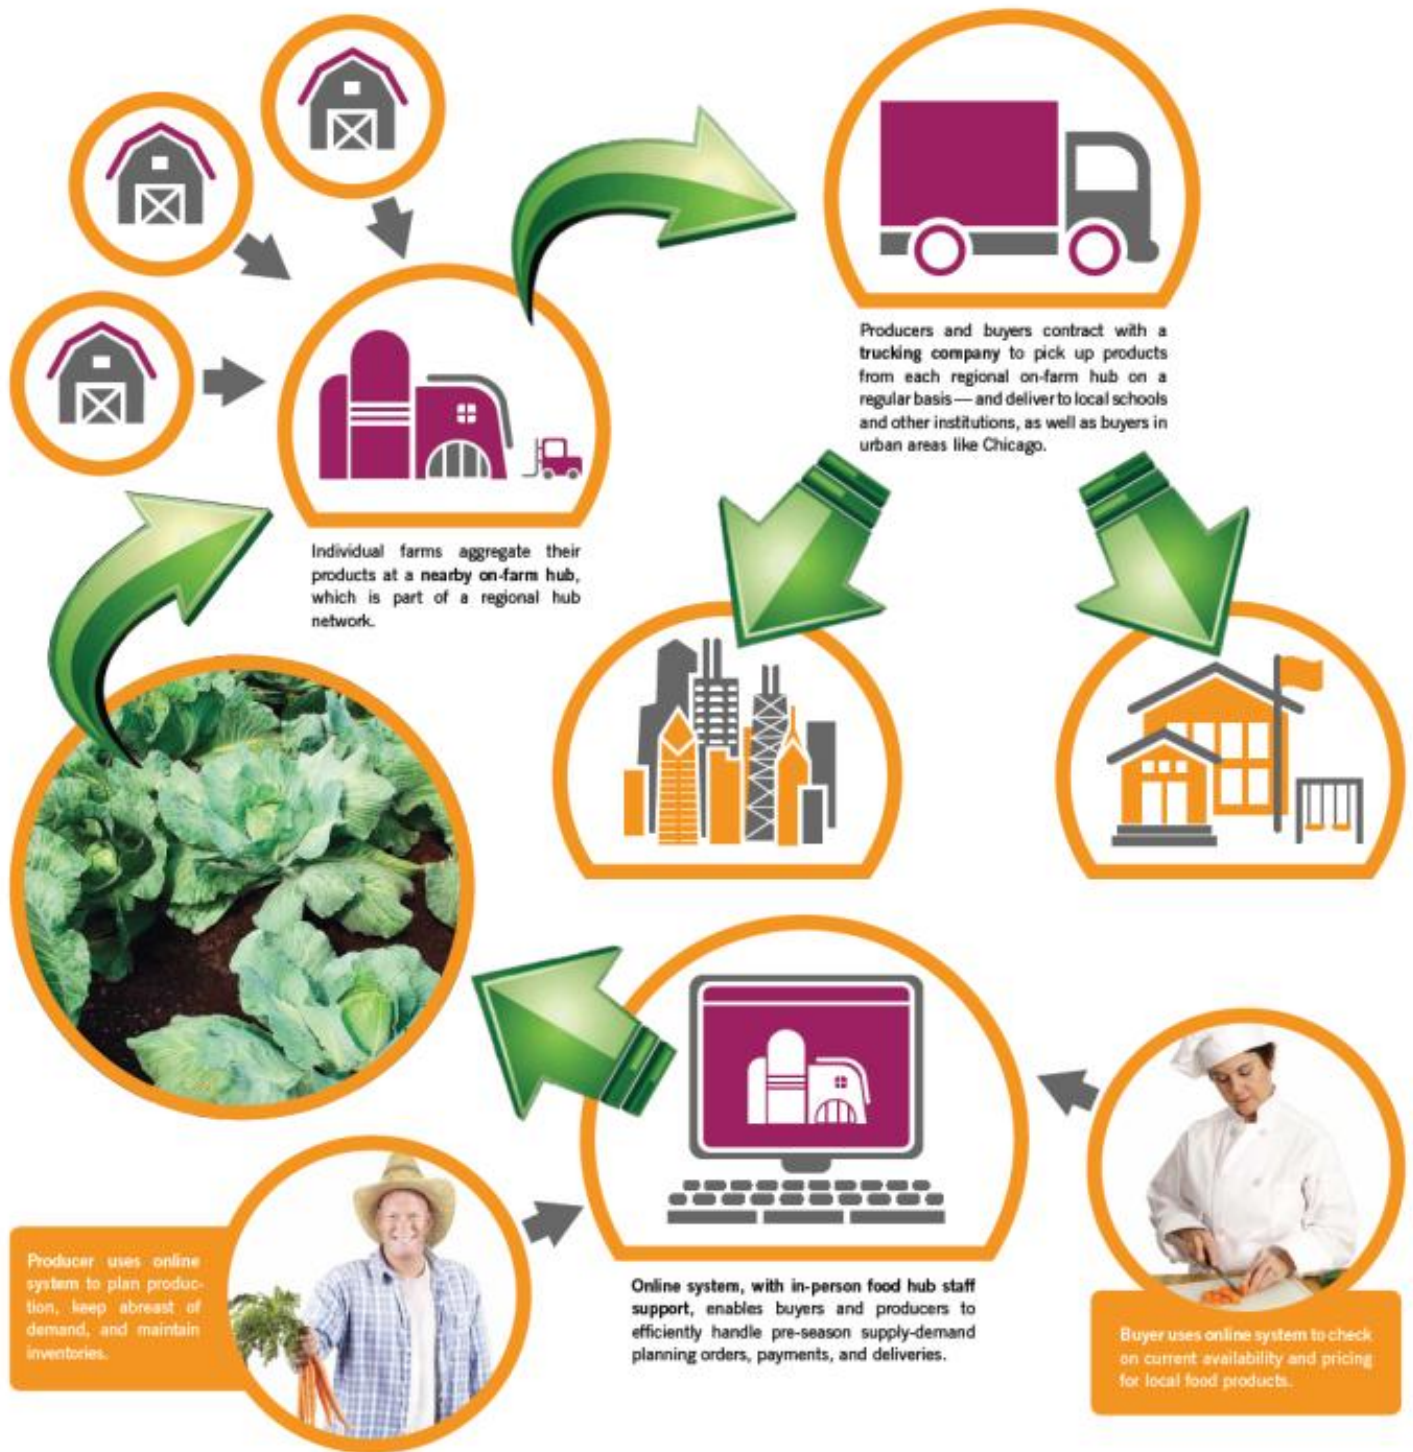 Producers and buyers contract with a
trucking company to pick up products
from each regional on-farm hub on a
regular basis — and deliver to local schools
and other institutions, as well as buyers in
urban areas like Chicago.
Individual farms aggregate their
products at a nearby on-farm hub,
which is part of a regional hub
network.
Producer uses online
system to plan produc-
tion, keep abreast of
demand, and maintain
inventories.
Online system, with in-person food hub staff
support, enables buyers and producers to
efficiently handle pre-season supply-demand
planning orders, payments, and deliveries.
Buyer uses online system to check
on current availability and pricing
for local food products.